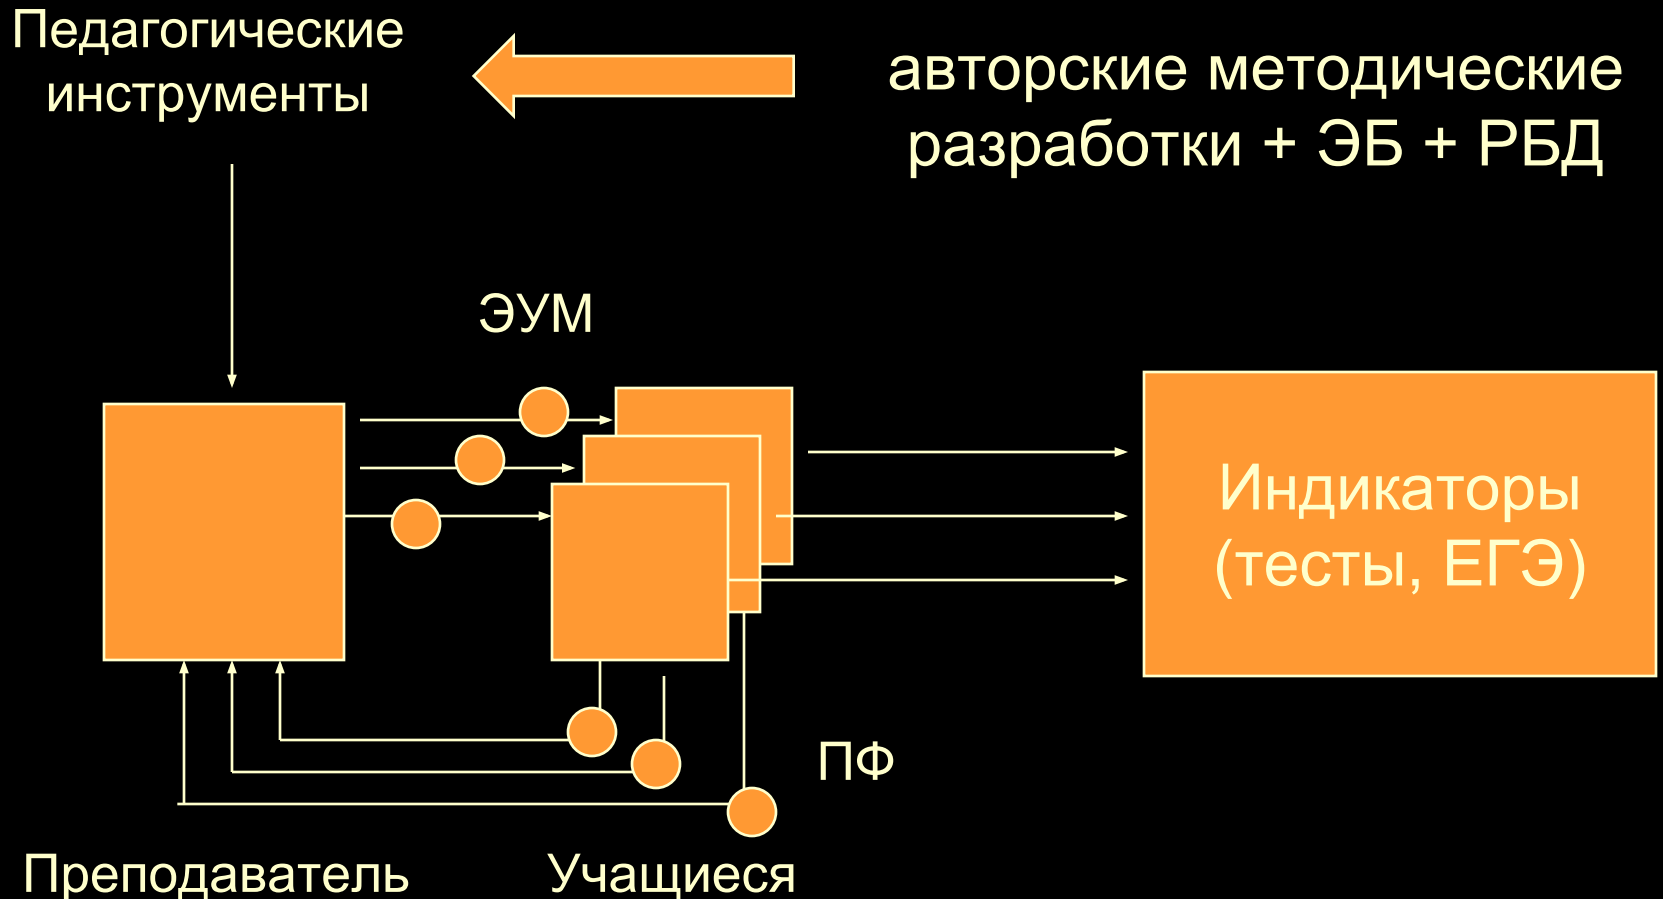 Педагогические
инструменты
авторские методические
разработки + ЭБ + РБД
ЭУМ
Индикаторы
(тесты, ЕГЭ)
ПФ
Преподаватель
Учащиеся